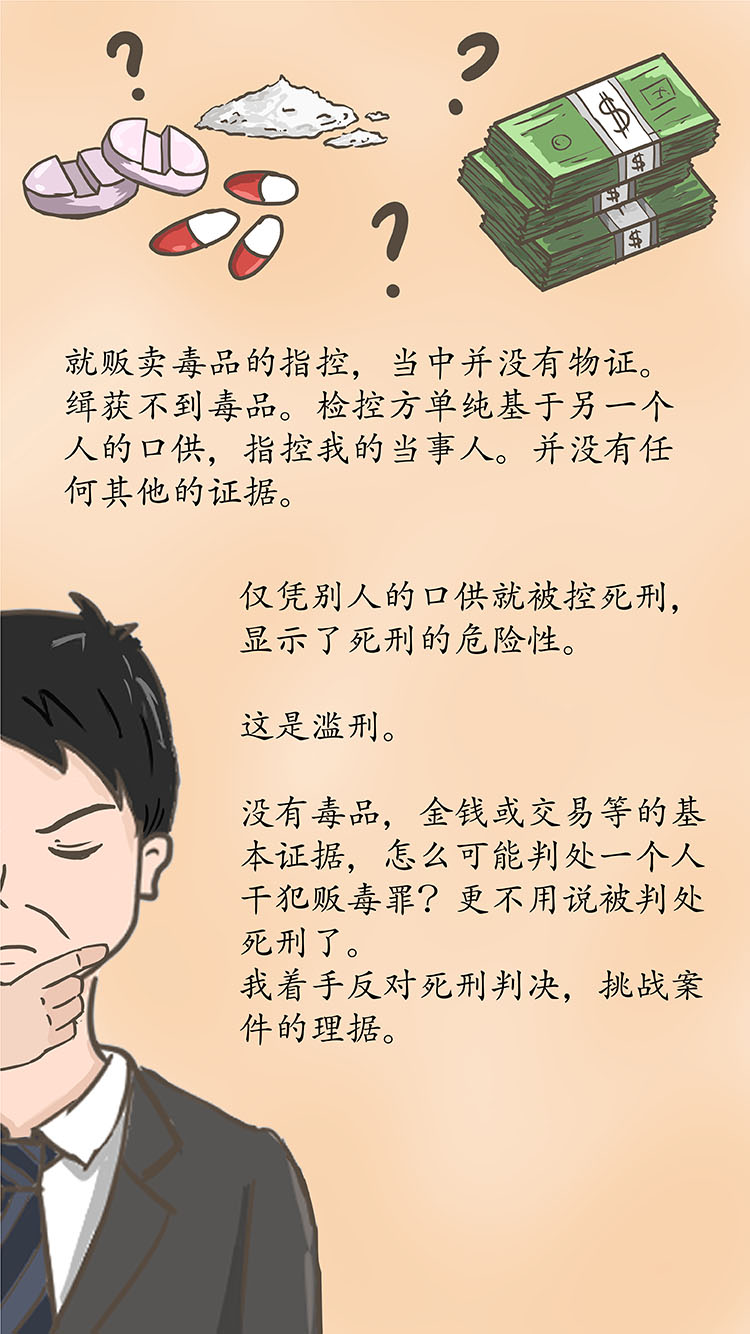 就贩卖毒品的指控，当中并没有物证。
缉获不到毒品。检控方单纯基于另一个
人的口供，指控我的当事人。并没有任
何其他的证据。
仅凭别人的口供就被控死刑，
显示了死刑的危险性。
这是滥刑。
没有毒品，金钱或交易等的基
本证据，怎么可能判处一个人
干犯贩毒罪？更不用说被判处
死刑了。
我着手反对死刑判决，挑战案
件的理据。